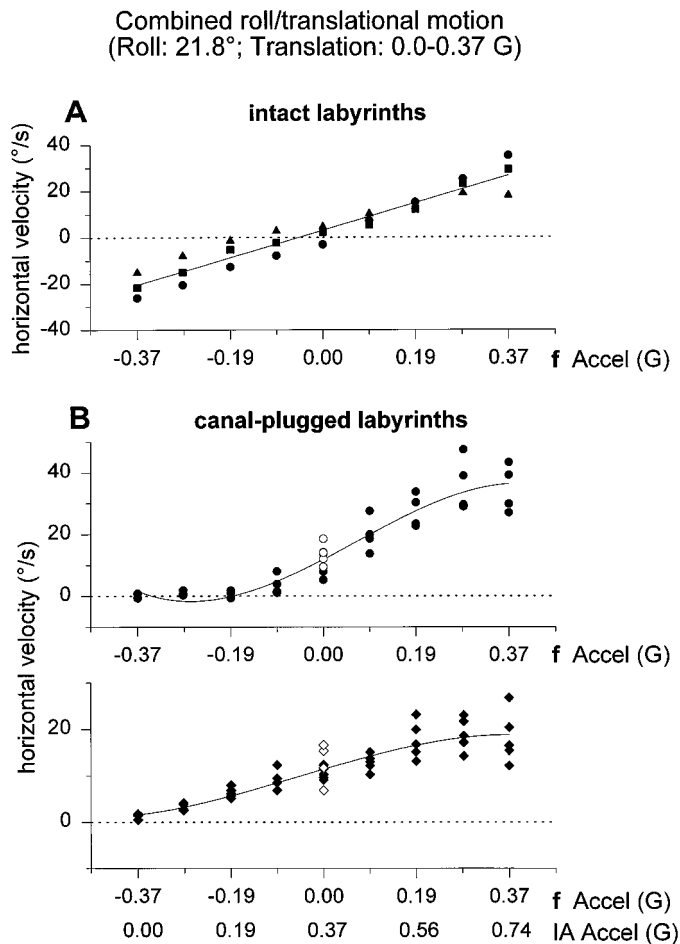 Combined roll/translational motion
(Roll: 21.8°; Translation: 0.0-0.37 G)
A
intact labyrinths
horizontal velocity (°/s)
40
20
0
-20
-40
-0.37 -0.19 0.00 0.19 0.37 f Accel (G)
B
canal-plugged labyrinths
horizontal velocity (°/s)
40
20
0
-0.37 -0.19 0.00 0.19 0.37 f Accel (G)
20
0
-0.37 -0.19 0.00 0.19 0.37 f Accel (G)
0.00 0.19 0.37 0.56 0.74 IA Accel (G)